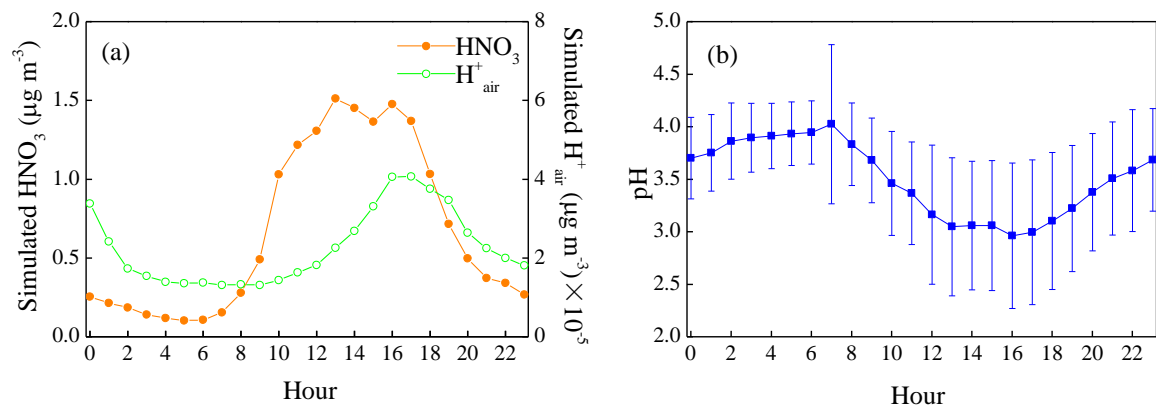 (a)
HNO3
H+air
Simulated HNO3 (μg m-3)
2.0
1.5
1.0
0.5
0.0
8
6
4
2
0
Simulated H+air (μg m-3)×10-5
0 2 4 6 8 10 12 14 16 18 20 22
Hour
(b)
pH
5.0
4.5
4.0
3.5
3.0
2.5
2.0
0 2 4 6 8 10 12 14 16 18 20 22
Hour